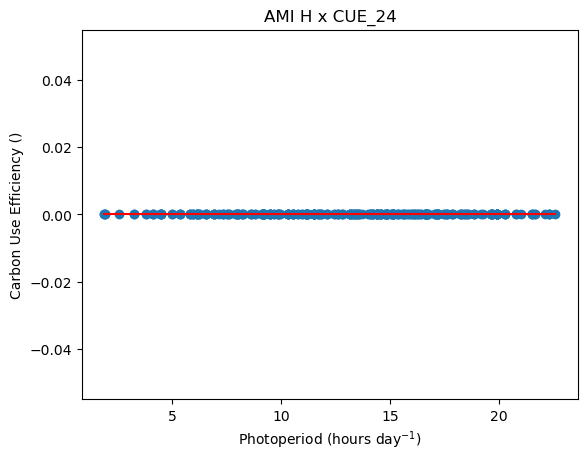 AMI H x CUE_24
0.04
0.02
0.00
−0.02
−0.04
Carbon Use Efficiency ()
5 10 15 20
Photoperiod (hours day⁻¹)